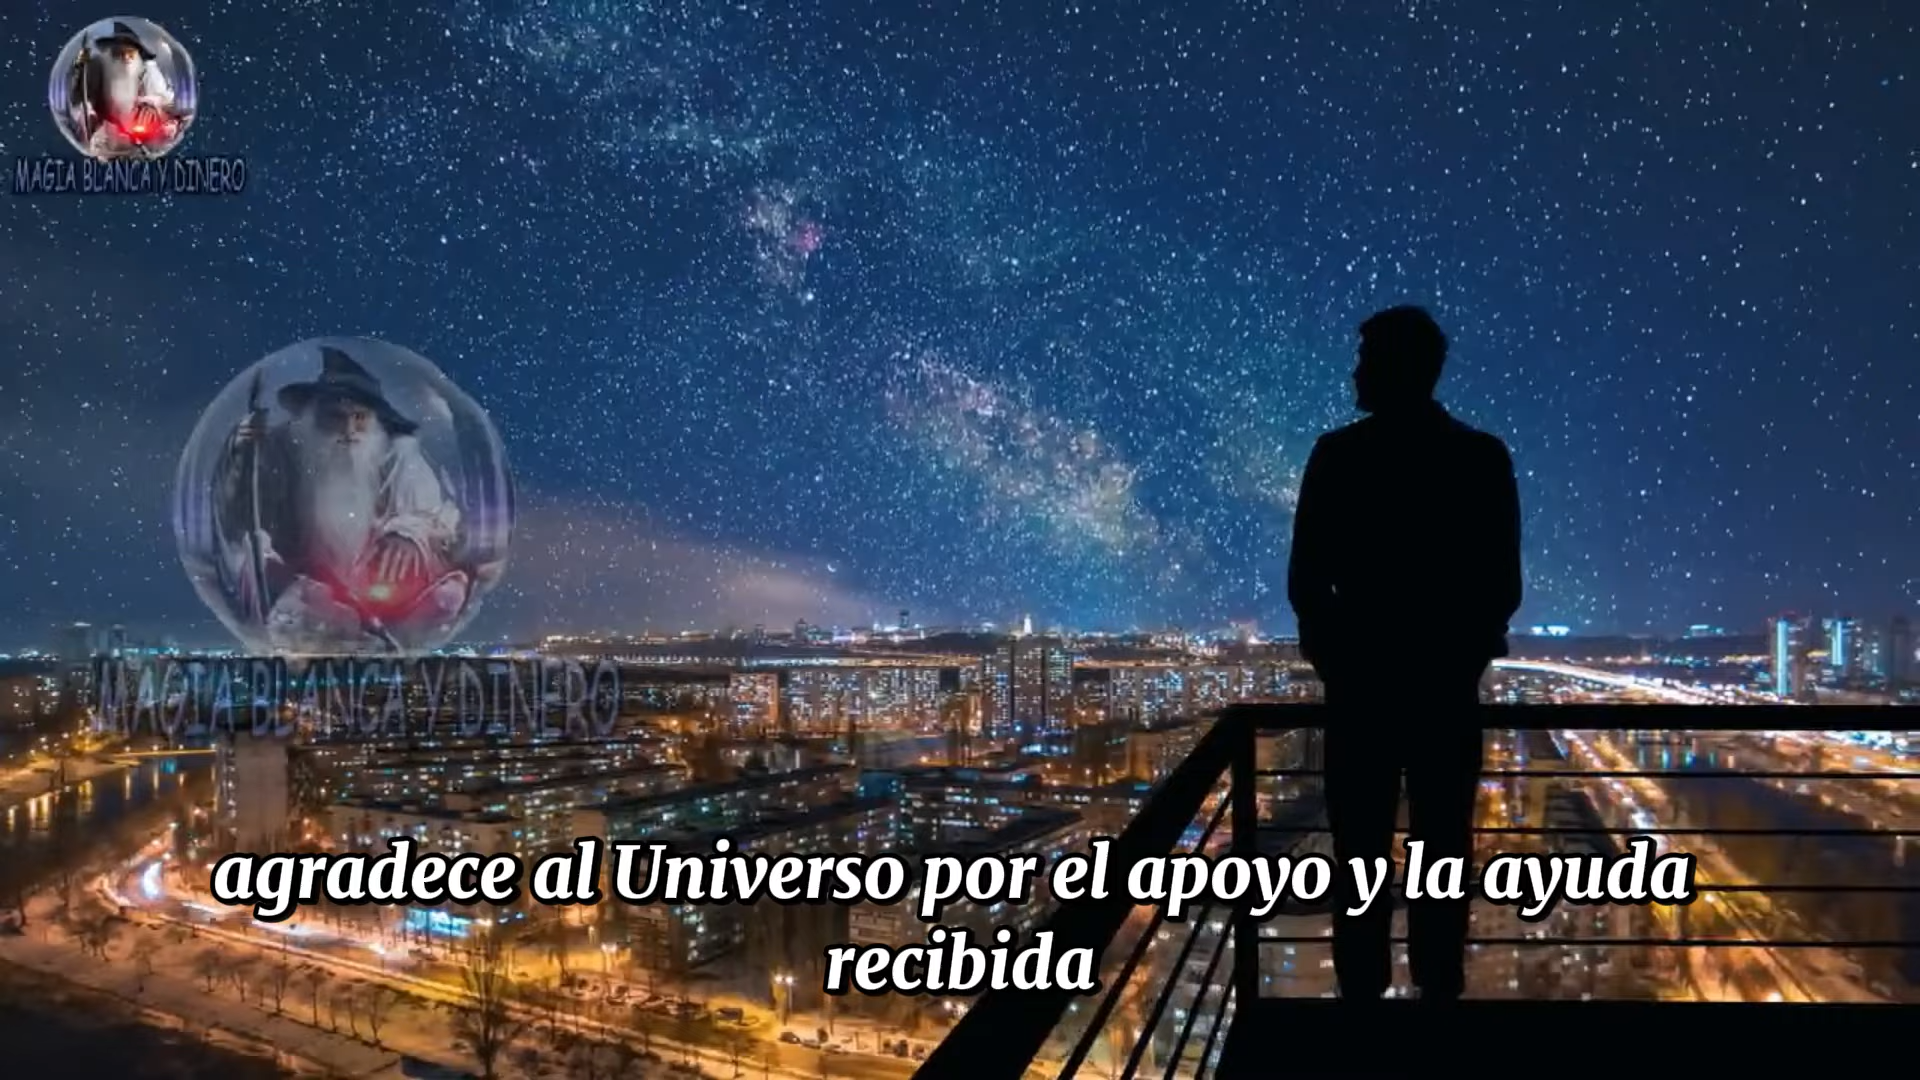 MAGIA BLANCA Y DINERO
MAGIA BLANCA Y DINERO
agradece al Universo por el apoyo y la ayuda
recibida